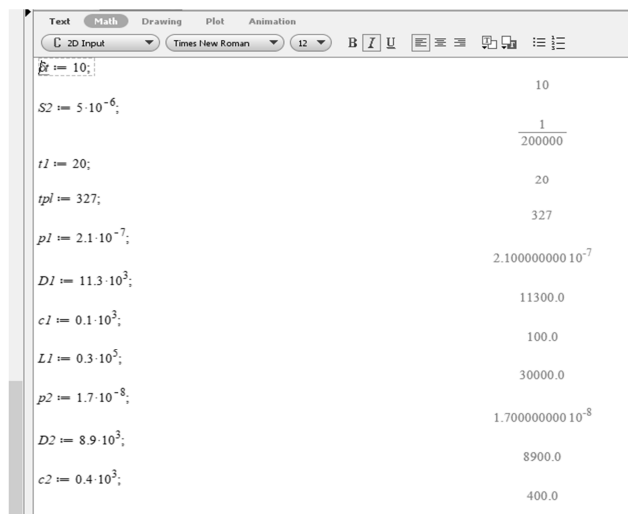 Text Math Drawing Plot Animation
C 2D Input Times New Roman 12 B I U
:= 10;
10
S2 := 5·10^-6;
1
200000
t1 := 20;
20
tpl := 327;
327
p1 := 2.1·10^-7;
2.100000000 10^-7
D1 := 11.3·10^3;
11300.0
c1 := 0.1·10^3;
100.0
L1 := 0.3·10^5;
30000.0
p2 := 1.7·10^-8;
1.700000000 10^-8
D2 := 8.9·10^3;
8900.0
c2 := 0.4·10^3;
400.0